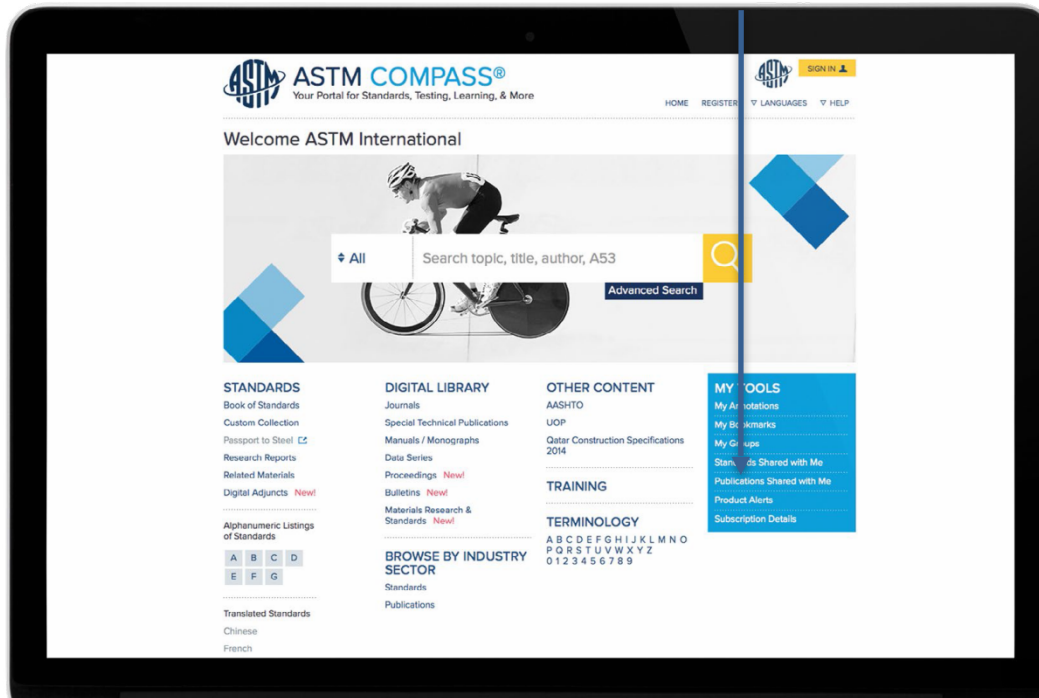 ASTM
ASTM COMPASS®
Your Portal for Standards, Testing, Learning, & More
ASTM
SIGN IN
HOME REGISTER ▽ LANGUAGES ▽ HELP
Welcome ASTM International
All
Search topic, title, author, A53
Advanced Search
STANDARDS
Book of Standards
Custom Collection
Passport to Steel
Research Reports
Related Materials
Digital Adjuncts New!
Alphanumeric Listings
of Standards
A B C D
E F G
Translated Standards
Chinese
French
DIGITAL LIBRARY
Journals
Special Technical Publications
Manuals / Monographs
Data Series
Proceedings New!
Bulletins New!
Materials Research &
Standards New!
BROWSE BY INDUSTRY
SECTOR
Standards
Publications
OTHER CONTENT
AASHTO
UOP
Qatar Construction Specifications
2014
TRAINING
TERMINOLOGY
A B C D E F G H I J K L M N O
P Q R S T U V W X Y Z
0 1 2 3 4 5 6 7 8 9
MY TOOLS
My Annotations
My Bookmarks
My Groups
Standards Shared with Me
Publications Shared with Me
Product Alerts
Subscription Details